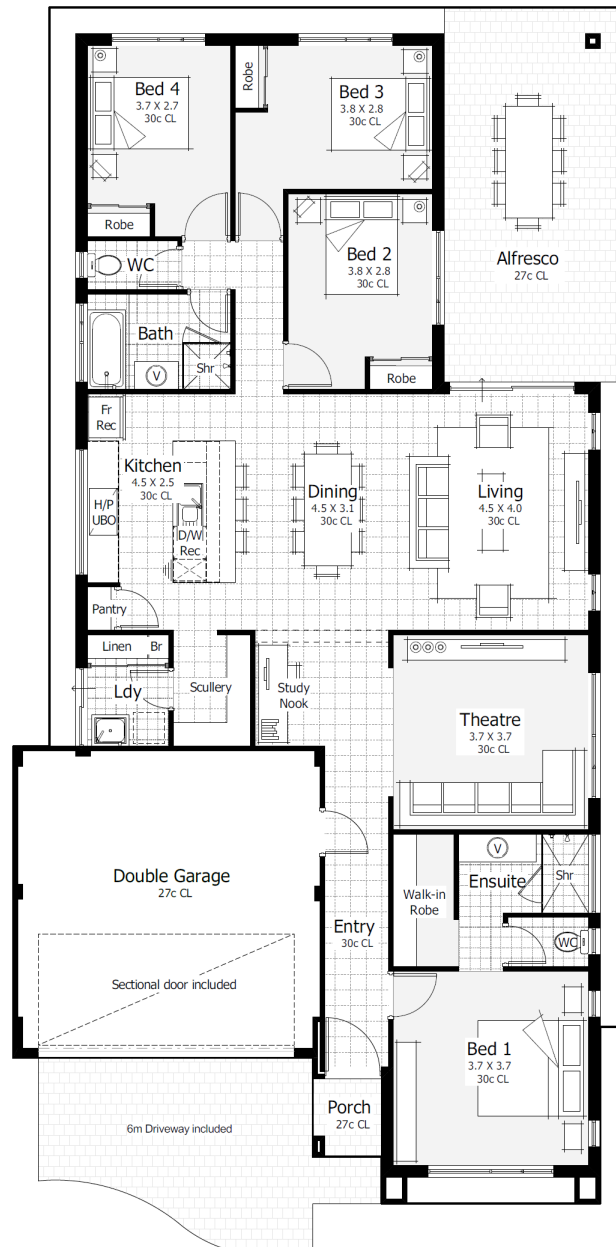 Bed 4
3.7 X 2.7
30c CL
Robe
Robe
Bed 3
3.8 X 2.8
30c CL
Bed 2
3.8 X 2.8
30c CL
Robe
Alfresco
27c CL
WC
Bath
V
Shr
Fr
Rec
Kitchen
4.5 X 2.5
30c CL
H/P
UBO
D/W
Rec
Dining
4.5 X 3.1
30c CL
Living
4.5 X 4.0
30c CL
Pantry
Linen
Br
Ldy
Scullery
Study
Nook
Theatre
3.7 X 3.7
30c CL
Double Garage
27c CL
Sectional door included
Entry
30c CL
Walk-in
Robe
V
Ensuite
Shr
WC
Bed 1
3.7 X 3.7
30c CL
Porch
27c CL
6m Driveway included